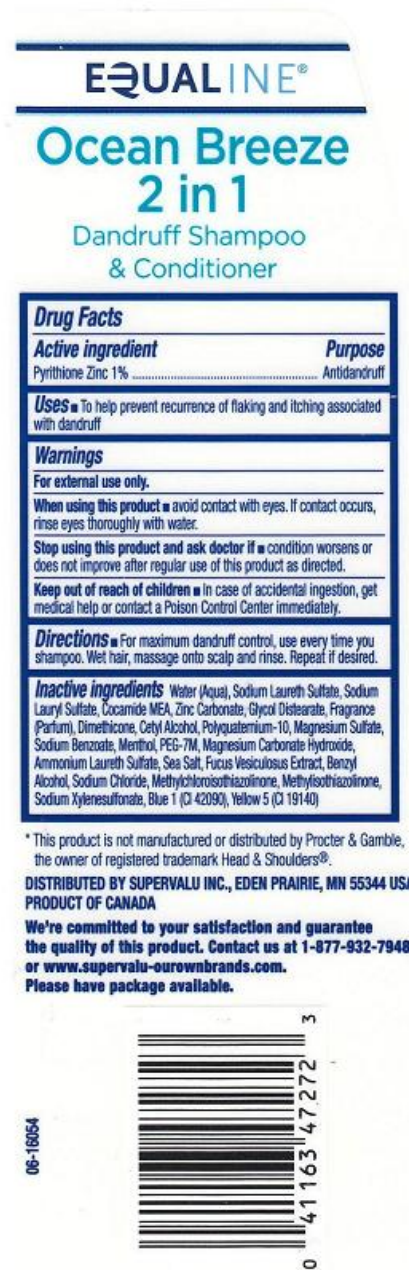 EQUALINE®
Ocean Breeze
2 in 1
Dandruff Shampoo
& Conditioner
Drug Facts
Active ingredient Purpose
Pyrithione Zinc 1% ........................................................ Antidandruff
Uses ■ To help prevent recurrence of flaking and itching associated
with dandruff
Warnings
For external use only.
When using this product ■ avoid contact with eyes. If contact occurs,
rinse eyes thoroughly with water.
Stop using this product and ask doctor if ■ condition worsens or
does not improve after regular use of this product as directed.
Keep out of reach of children ■ In case of accidental ingestion, get
medical help or contact a Poison Control Center immediately.
Directions ■ For maximum dandruff control, use every time you
shampoo. Wet hair, massage onto scalp and rinse. Repeat if desired.
Inactive ingredients Water (Aqua), Sodium Laureth Sulfate, Sodium
Lauryl Sulfate, Cocamide MEA, Zinc Carbonate, Glycol Distearate, Fragrance
(Parfum), Dimethicone, Cetyl Alcohol, Polyquaternium-10, Magnesium Sulfate,
Sodium Benzoate, Menthol, PEG-7M, Magnesium Carbonate Hydroxide,
Ammonium Laureth Sulfate, Sea Salt, Fucus Vesiculosus Extract, Benzyl
Alcohol, Sodium Chloride, Methylchloroisothiazolinone, Methylisothiazolinone,
Sodium Xylenesulfonate, Blue 1 (CI 42090), Yellow 5 (CI 19140)
* This product is not manufactured or distributed by Procter & Gamble,
the owner of registered trademark Head & Shoulders®.
DISTRIBUTED BY SUPERVALU INC., EDEN PRAIRIE, MN 55344 USA
PRODUCT OF CANADA
We're committed to your satisfaction and guarantee
the quality of this product. Contact us at 1-877-932-7948
or www.supervalu-ourownbrands.com.
Please have package available.
06-16054
0 41163 47272 3